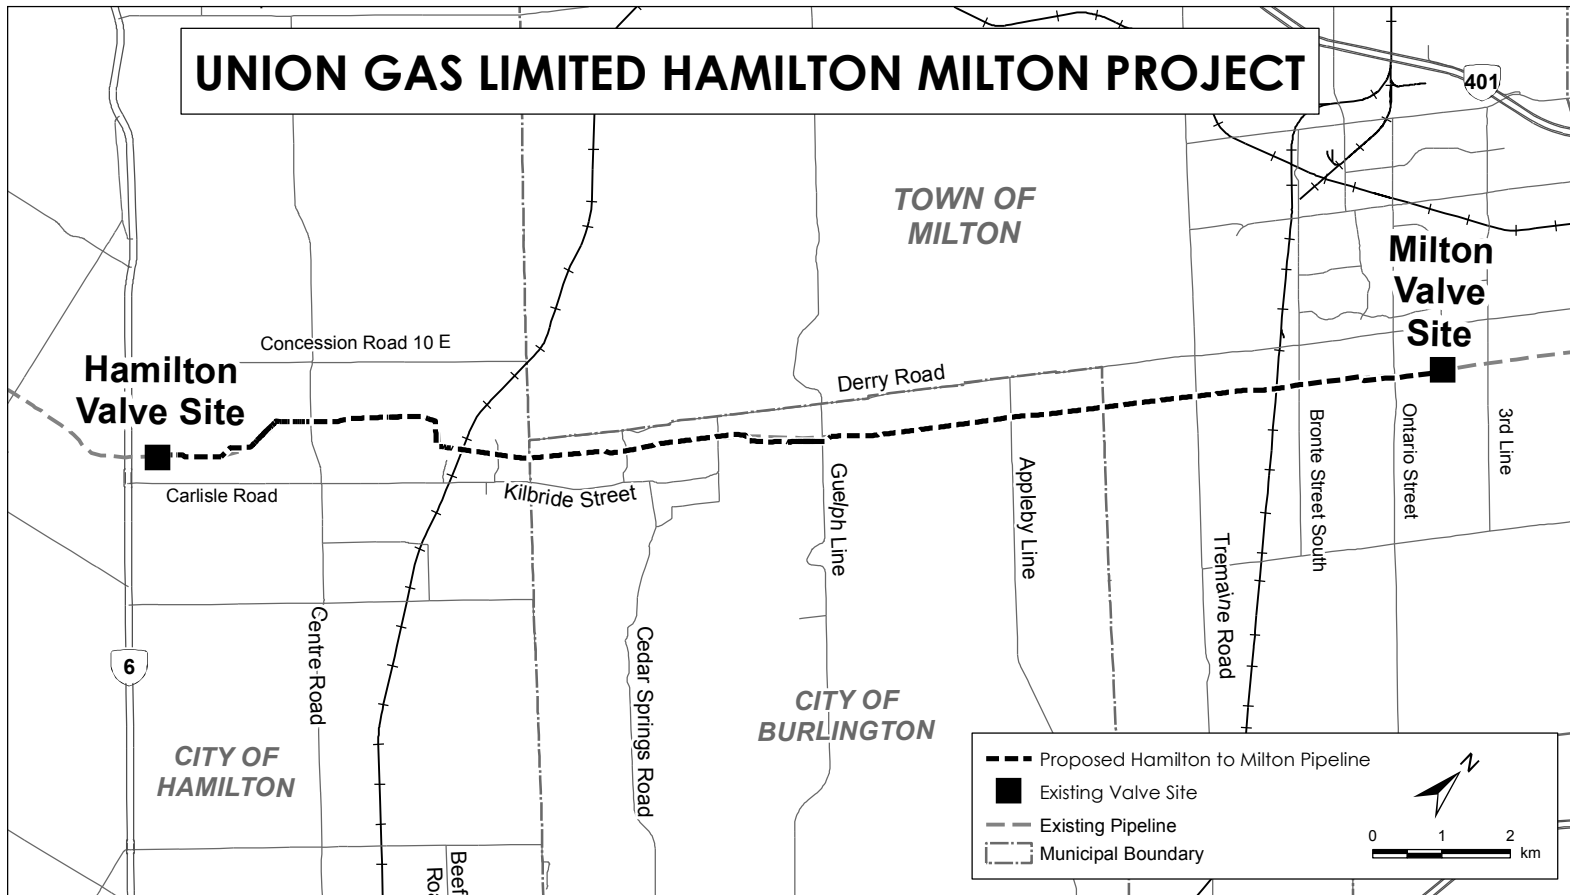 UNION GAS LIMITED HAMILTON MILTON PROJECT
401
TOWN OF
MILTON
Milton
Valve
Site
Concession Road 10 E
Hamilton
Valve Site
Derry Road
Carlisle Road
Kilbride Street
Guelph Line
Appleby Line
Bronte Street South
Ontario Street
3rd Line
Tremaine Road
6
Centre Road
Cedar Springs Road
CITY OF
BURLINGTON
CITY OF
HAMILTON
Beef
Roa
Proposed Hamilton to Milton Pipeline
Existing Valve Site
Existing Pipeline
Municipal Boundary
N
0 1 2
km